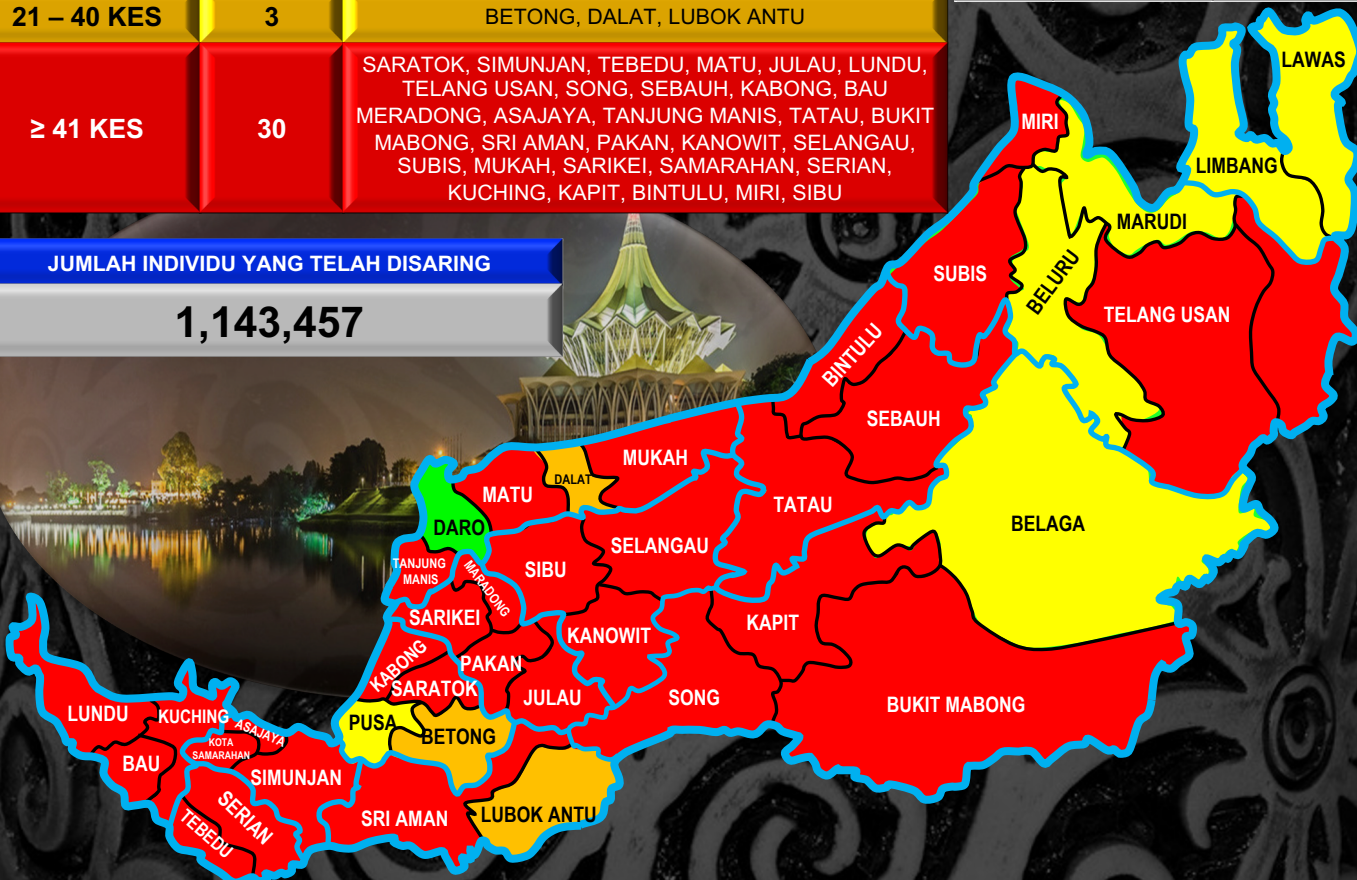 21 – 40 KES
3
BETONG, DALAT, LUBOK ANTU
≥ 41 KES
30
SARATOK, SIMUNJAN, TEBEDU, MATU, JULAU, LUNDU,
TELANG USAN, SONG, SEBAUH, KABONG, BAU
MERADONG, ASAJAYA, TANJUNG MANIS, TATAU, BUKIT
MABONG, SRI AMAN, PAKAN, KANOWIT, SELANGAU,
SUBIS, MUKAH, SARIKEI, SAMARAHAN, SERIAN,
KUCHING, KAPIT, BINTULU, MIRI, SIBU
JUMLAH INDIVIDU YANG TELAH DISARING
1,143,457
LAWAS
MIRI
LIMBANG
MARUDI
SUBIS
BELURU
TELANG USAN
BINTULU
SEBAUH
MUKAH
DALAT
MATU
TATAU
DARO
BELAGA
SELANGAU
TANJUNG
MANIS
MARADONG
SIBU
SARIKEI
KANOWIT
KAPIT
KABONG
PAKAN
SARATOK
JULAU
SONG
BUKIT MABONG
LUNDU
KUCHING
ASAJAYA
PUSA
BETONG
KOTA
SAMARAHAN
BAU
SIMUNJAN
SERIAN
TEBEDU
SRI AMAN
LUBOK ANTU